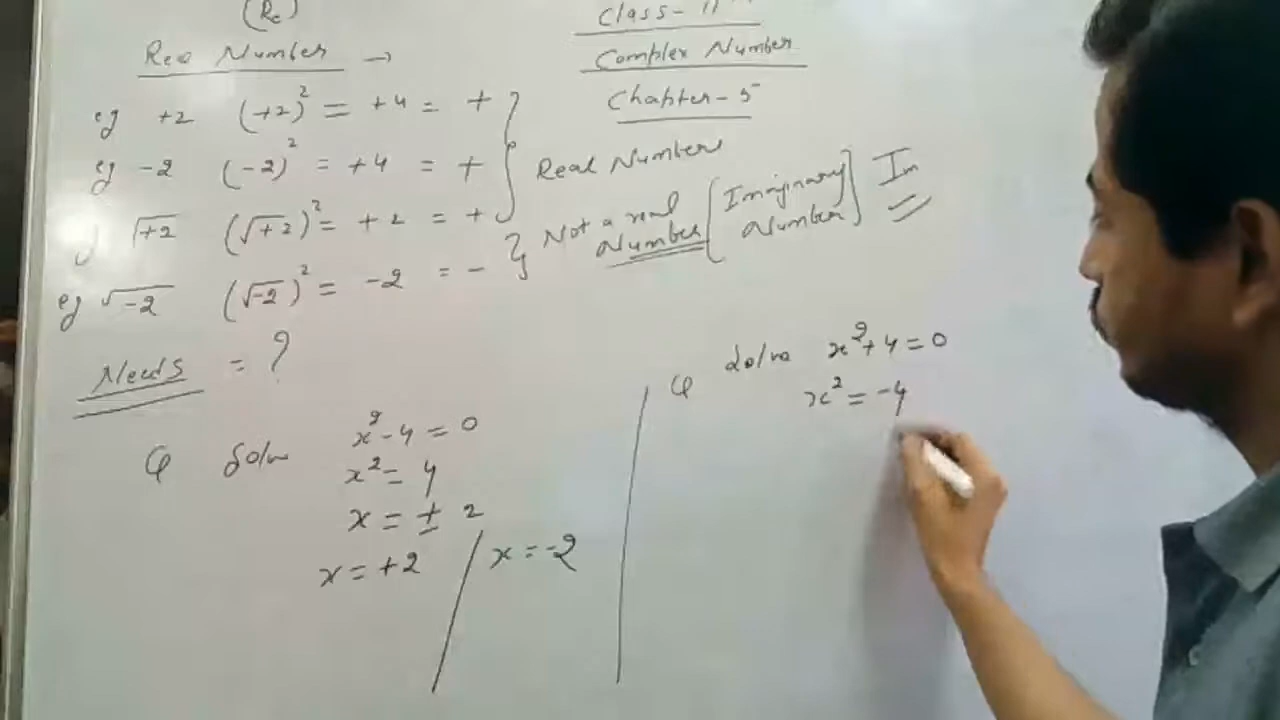 (Re)
Rea Number →
eg +2 (+2)² = +4 = +
eg -2 (-2)² = +4 = +
√+2 (√+2)² = +2 = +
eg √-2 (√-2)² = -2 = -
Real Numbers
Not a real Number [Imaginary Number] Im
Class-11
Complex Number
Chapter-5
Needs = ?
Q Solve x²-4=0
x²=4
x=±2
x=+2 / x=-2
Q Solve x²+4=0
x²=-4